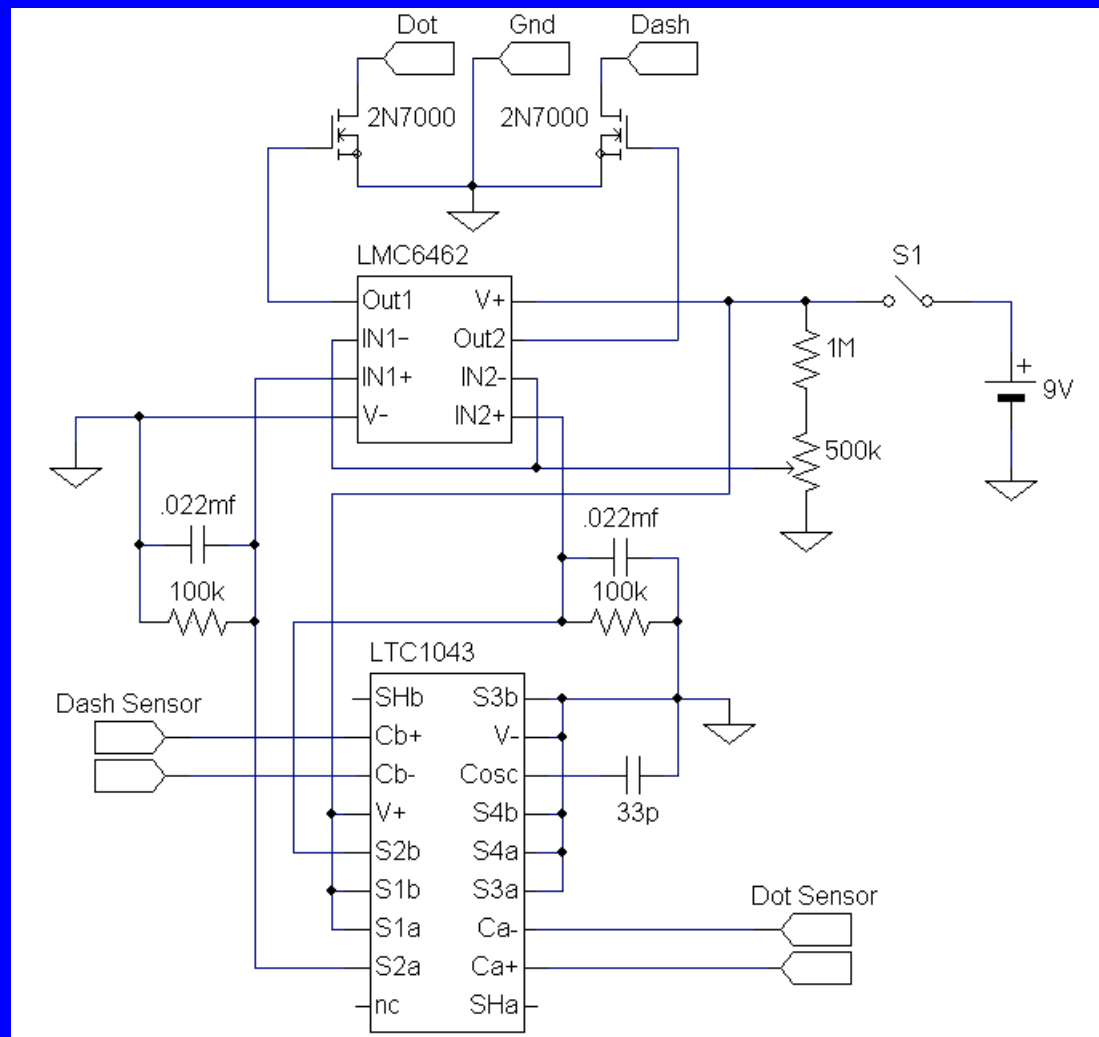 Dot Gnd Dash
2N7000 2N7000
LMC6462
S1
Out1 V+
IN1- Out2
IN1+ IN2-
V- IN2+
1M
+
9V
500k
.022mf
.022mf
100k
100k
LTC1043
SHb S3b
Dash Sensor
Cb+ V-
Cb- Cosc
33p
V+ S4b
S2b S4a
S1b S3a
Dot Sensor
S1a Ca-
S2a Ca+
nc SHa